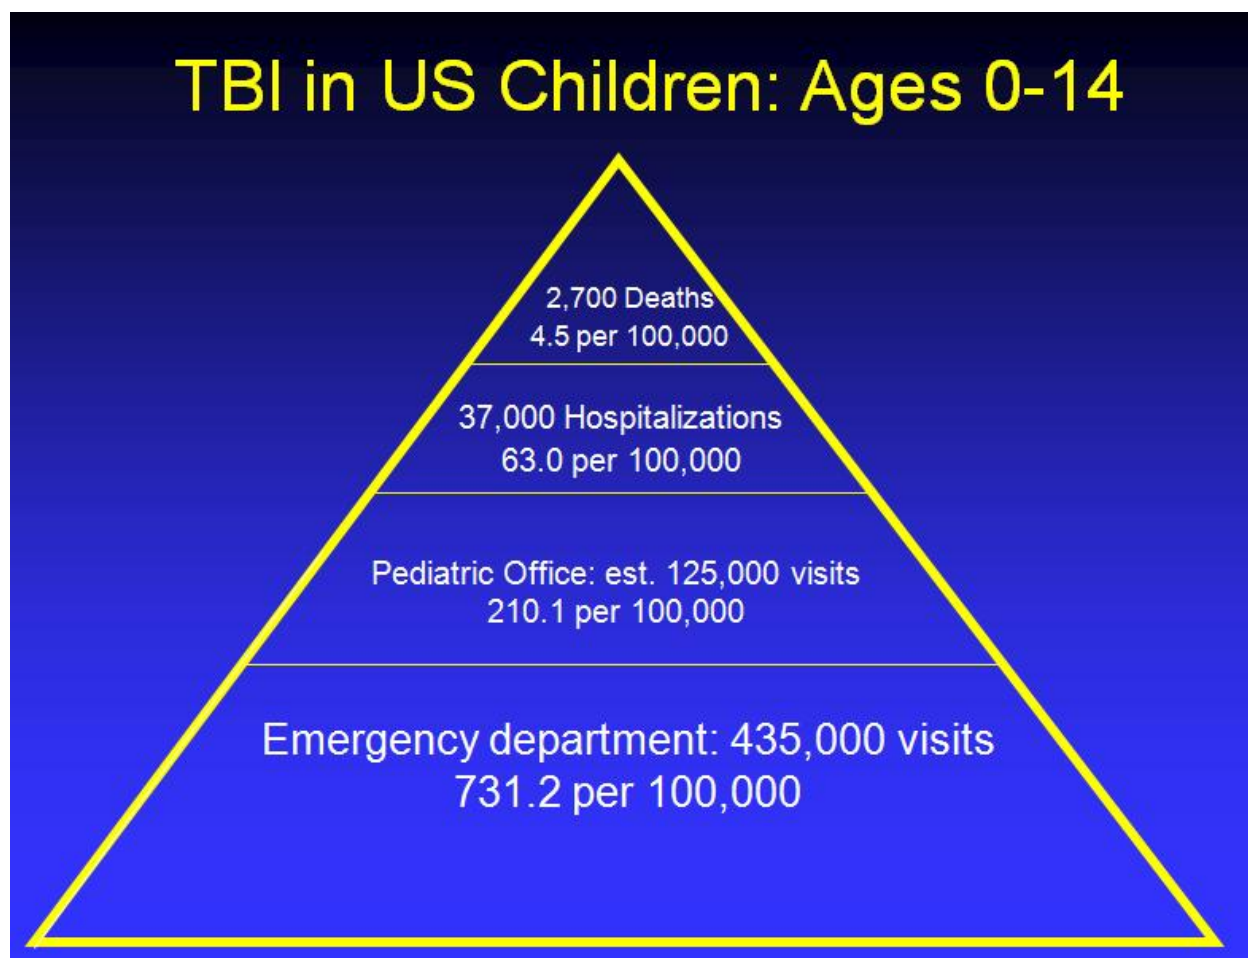 TBI in US Children: Ages 0-14
2,700 Deaths
4.5 per 100,000
37,000 Hospitalizations
63.0 per 100,000
Pediatric Office: est. 125,000 visits
210.1 per 100,000
Emergency department: 435,000 visits
731.2 per 100,000